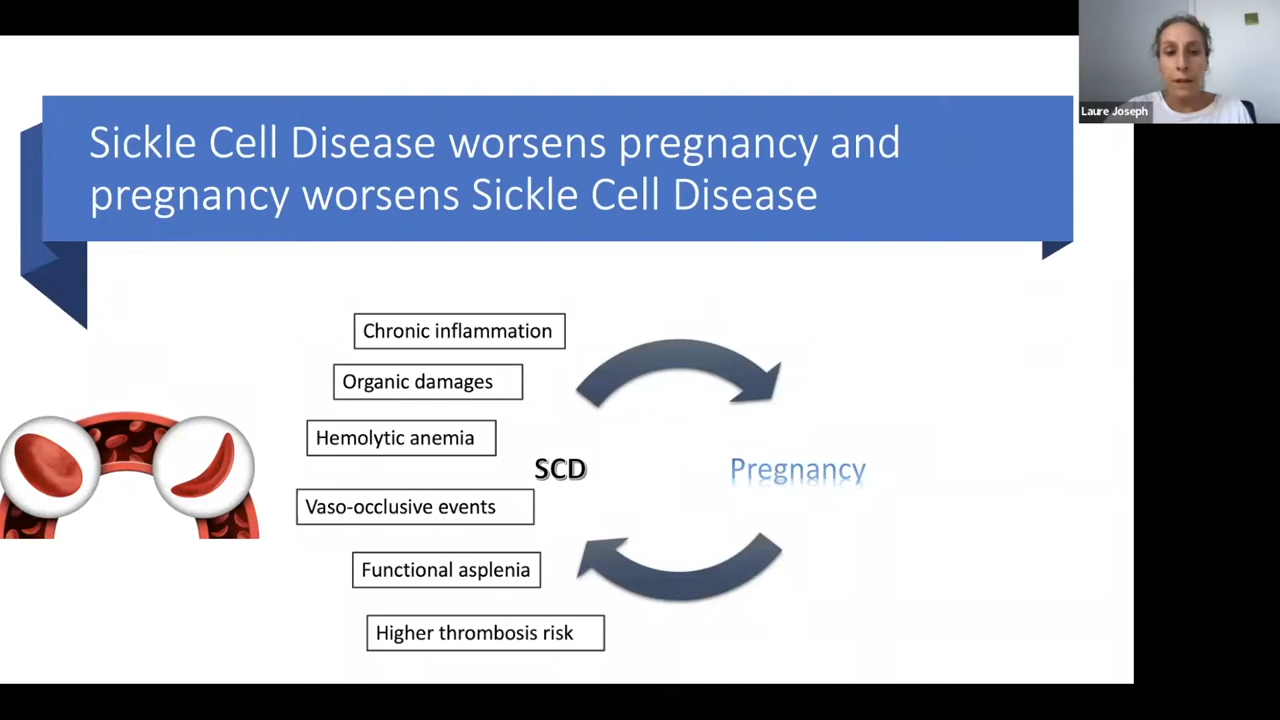 Laure Joseph
Sickle Cell Disease worsens pregnancy and
pregnancy worsens Sickle Cell Disease
Chronic inflammation
Organic damages
Hemolytic anemia
SCD
Pregnancy
Vaso-occlusive events
Functional asplenia
Higher thrombosis risk